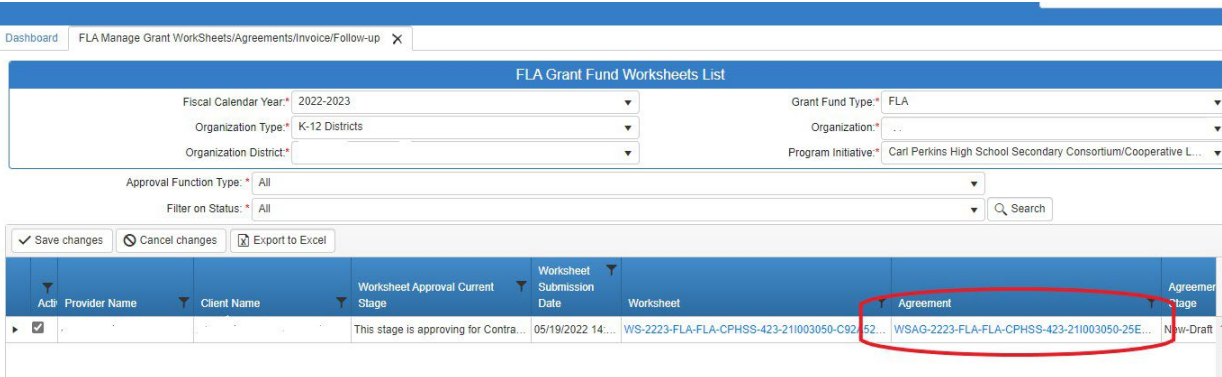 Dashboard FLA Manage Grant WorkSheets/Agreements/Invoice/Follow-up X
FLA Grant Fund Worksheets List
Fiscal Calendar Year:* 2022-2023 Grant Fund Type:* FLA
Organization Type:* K-12 Districts Organization:*
Organization District:* Program Initiative:* Carl Perkins High School Secondary Consortium/Cooperative L...
Approval Function Type: * All
Filter on Status: * All Search
Save changes Cancel changes Export to Excel
Acti Provider Name Client Name Worksheet Approval Current Stage Worksheet Submission Date Worksheet Agreement Agreemen Stage
This stage is approving for Contra... 05/19/2022 14:... WS-2223-FLA-FLA-CPHSS-423-21I003050-C92A52... WSAG-2223-FLA-FLA-CPHSS-423-21I003050-25E... New-Draft